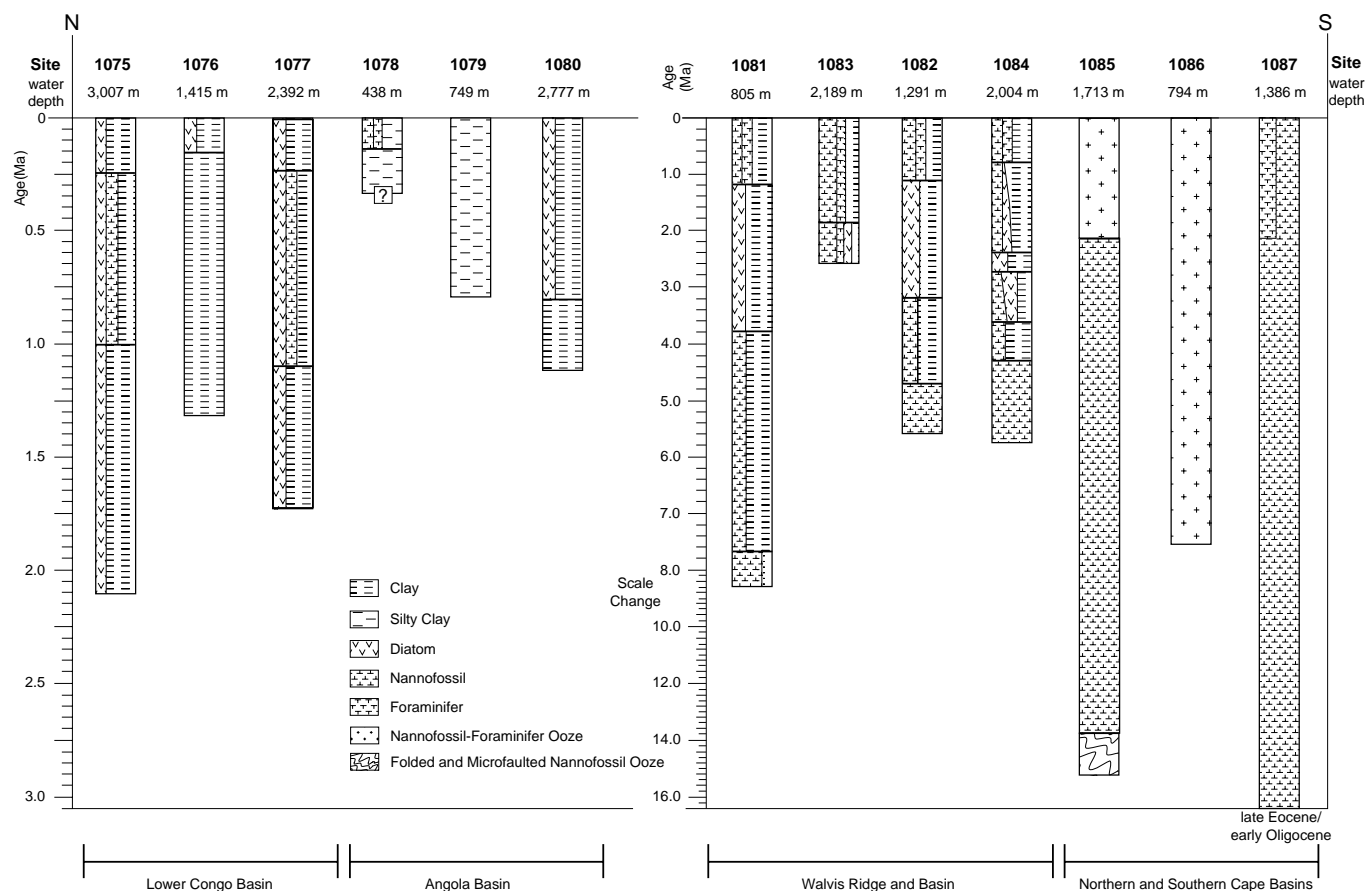 N S
Site 1075 1076 1077 1078 1079 1080 Age (Ma) 1081 1083 1082 1084 1085 1086 1087 Site
water depth 3,007 m 1,415 m 2,392 m 438 m 749 m 2,777 m 805 m 2,189 m 1,291 m 2,004 m 1,713 m 794 m 1,386 m water depth
Age (Ma)
0
0.5
1.0
1.5
2.0
2.5
3.0
?
Clay
Silty Clay
Diatom
Nannofossil
Foraminifer
Nannofossil-Foraminifer Ooze
Folded and Microfaulted Nannofossil Ooze
Scale
Change
0
1.0
2.0
3.0
4.0
5.0
6.0
7.0
8.0
10.0
12.0
14.0
16.0
late Eocene/
early Oligocene
Lower Congo Basin Angola Basin Walvis Ridge and Basin Northern and Southern Cape Basins